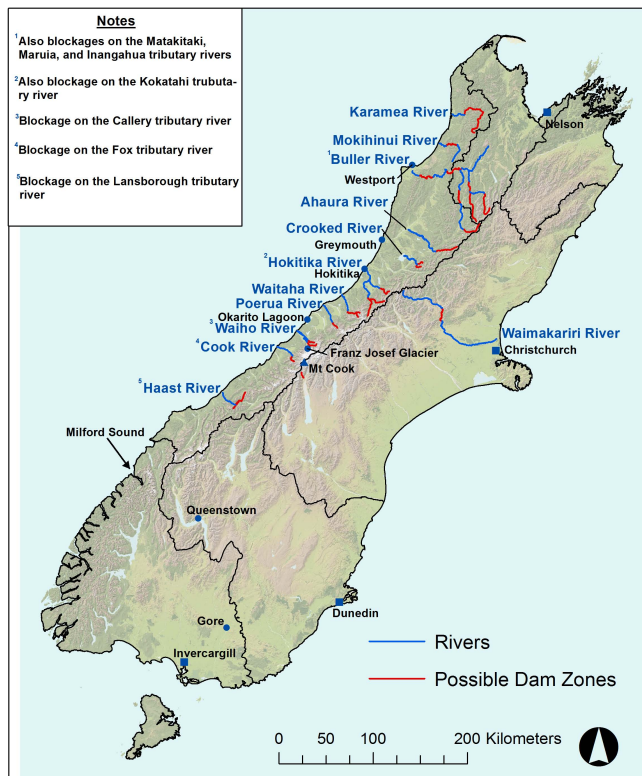 Notes
¹Also blockages on the Matakitaki,
Maruia, and Inangahua tributary rivers
²Also blockage on the Kokatahi trubuta-
ry river
³Blockage on the Callery tributary river
⁴Blockage on the Fox tributary river
⁵Blockage on the Lansborough tributary
river
Karamea River
Nelson
Mokihinui River
¹Buller River
Westport
Ahaura River
Crooked River
Greymouth
²Hokitika River
Hokitika
Waitaha River
Poerua River
Okarito Lagoon
³Waiho River
Waimakariri River
⁴Cook River
Franz Josef Glacier
Christchurch
Mt Cook
⁵Haast River
Milford Sound
Queenstown
Dunedin
Gore
Invercargill
Rivers
Possible Dam Zones
0 50 100 200 Kilometers